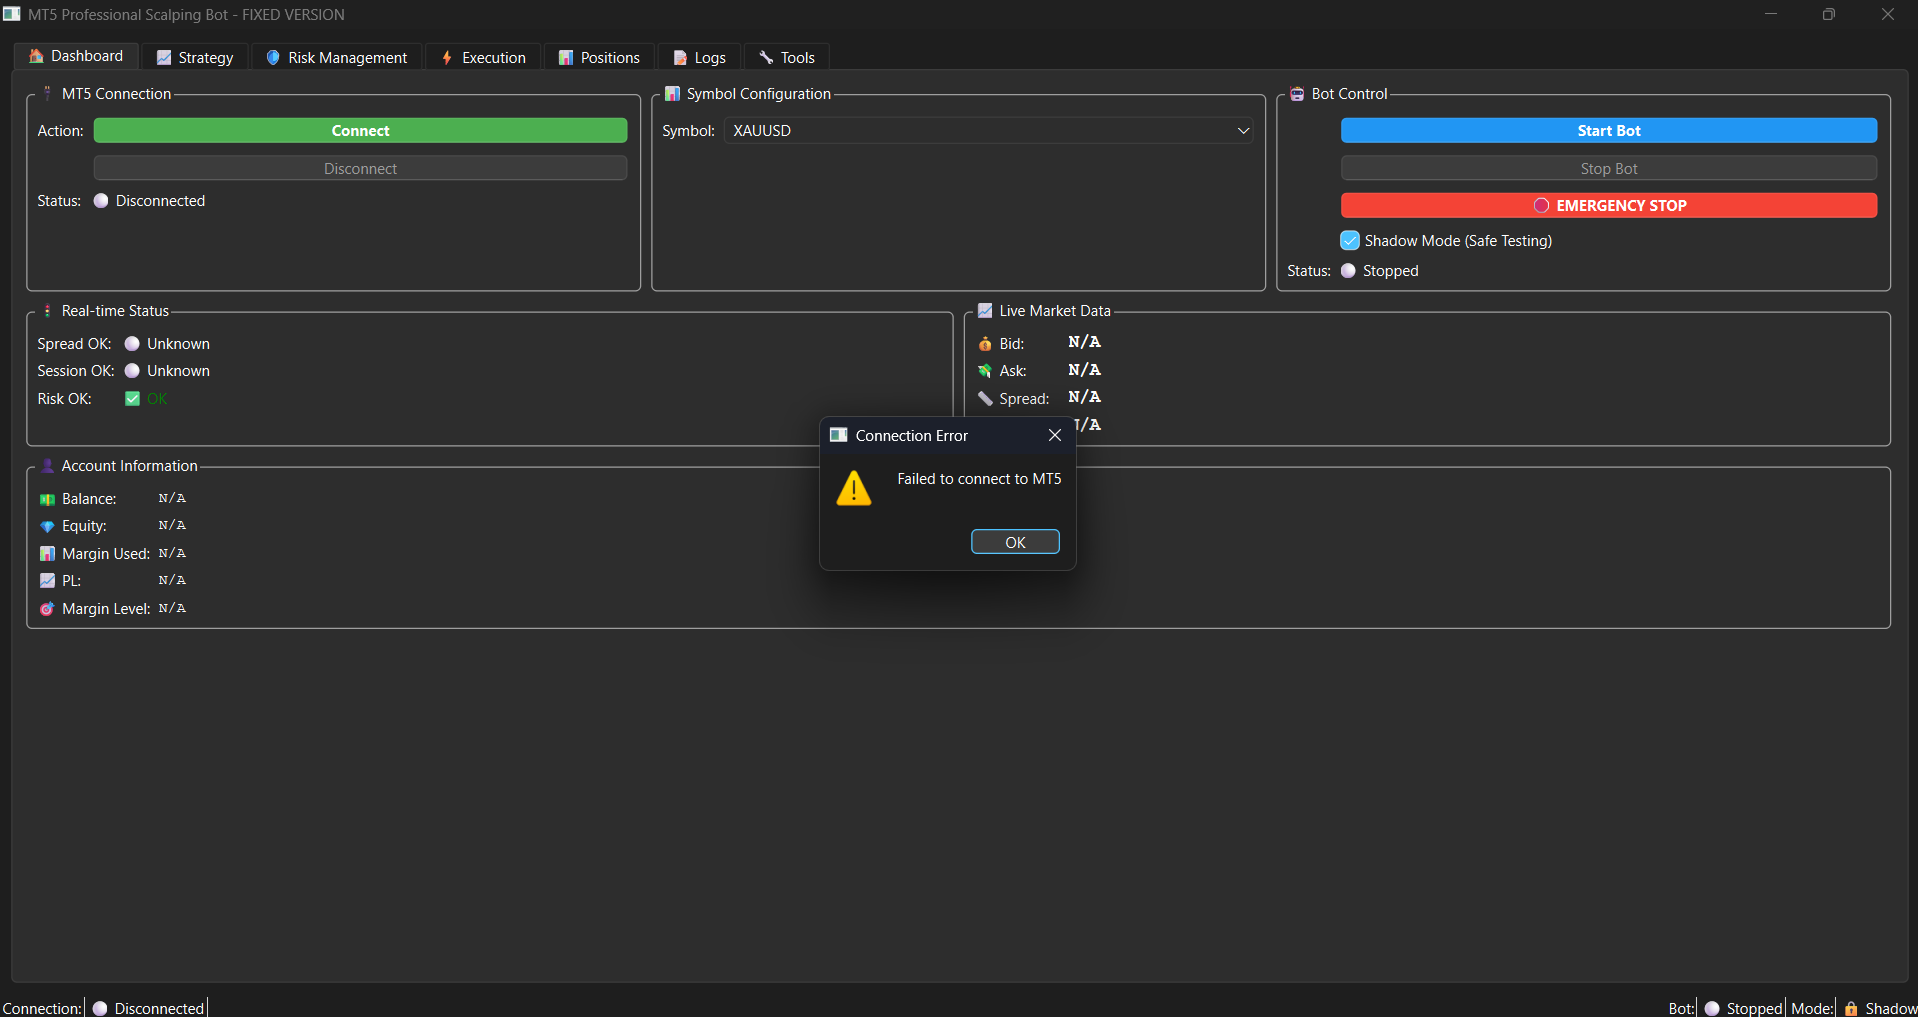 MT5 Professional Scalping Bot - FIXED VERSION
Dashboard
Strategy
Risk Management
Execution
Positions
Logs
Tools
MT5 Connection
Action:
Connect
Disconnect
Status:
Disconnected
Symbol Configuration
Symbol:
XAUUSD
Bot Control
Start Bot
Stop Bot
EMERGENCY STOP
Shadow Mode (Safe Testing)
Status:
Stopped
Real-time Status
Spread OK:
Unknown
Session OK:
Unknown
Risk OK:
OK
Live Market Data
Bid:
N/A
Ask:
N/A
Spread:
N/A
/A
Connection Error
Failed to connect to MT5
OK
Account Information
Balance:
N/A
Equity:
N/A
Margin Used:
N/A
PL:
N/A
Margin Level:
N/A
Connection:
Disconnected
Bot:
Stopped
Mode:
Shadow